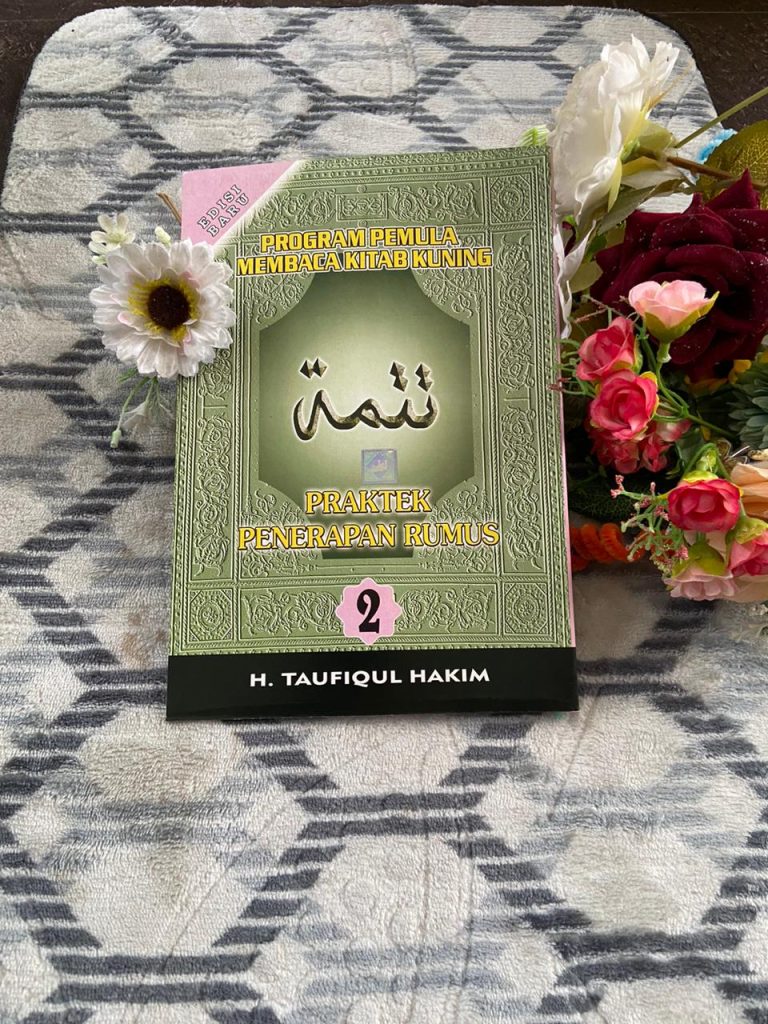 EDISI
BARU
PROGRAM PEMULA
MEMBACA KITAB KUNING
تتمة
PRAKTEK
PENERAPAN RUMUS
2
H. TAUFIQUL HAKIM